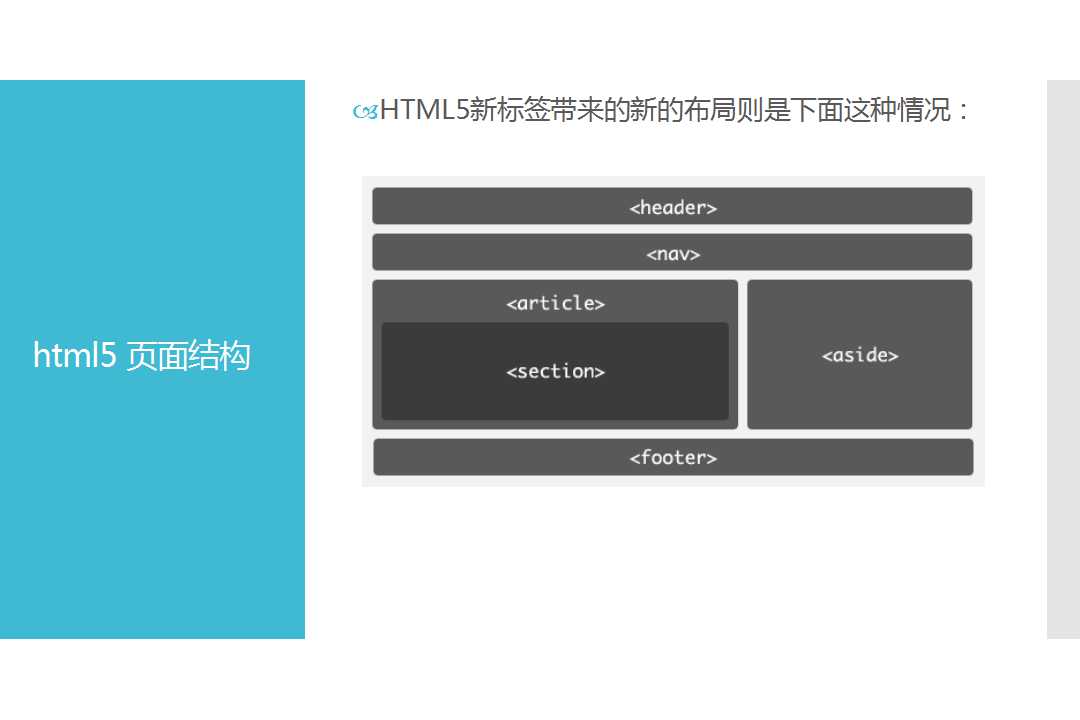 HTML5新标签带来的新的布局则是下面这种情况：
html5 页面结构
<header>
<nav>
<article>
<section>
<aside>
<footer>